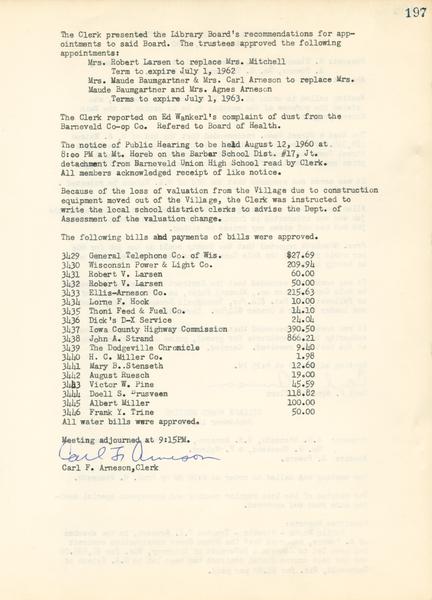 197
The Clerk presented the Library Board's recommendations for app-
ointments to said Board. The trustees approved the following
appointments:
Mrs. Robert Larsen to replace Mrs. Mitchell
Term to expire July 1, 1962
Mrs. Maude Baumgartner & Mrs. Carl Arneson to replace Mrs.
Maude Baumgartner and Mrs. Agnes Arneson
Terms to expire July 1, 1963.
The Clerk reported on Ed Wankerl's complaint of dust from the
Barneveld Co-op Co. Refered to Board of Health.
The notice of Public Hearing to be held August 12, 1960 at
8:00 PM at Mt. Horeb on the Barber School Dist. #17, Jt.
detachment from Barneveld Union High School read by Clerk.
All members acknowledged receipt of like notice.
Because of the loss of valuation from the Village due to construction
equipment moved out of the Village, the Clerk was instructed to
write the local school district clerks to advise the Dept. of
Assessment of the valuation change.
The following bills and payments of bills were approved.
3429 General Telephone Co. of Wis. $27.69
3430 Wisconsin Power & Light Co. 209.94
3431 Robert V. Larsen 60.00
3432 Robert V. Larsen 50.00
3433 Ellis-Arneson Co. 215.63
3434 Lorne F. Hook 10.00
3435 Thoni Feed & Fuel Co. 14.10
3436 Dick's D-X Service 24.04
3437 Iowa County Highway Commission 390.50
3438 John A. Strand 866.21
3439 The Dodgeville Chronicle 9.40
3440 H. C. Miller Co. 1.98
3441 Mary B. Stenseth 12.60
3442 August Ruesch 19.00
3443 Victor W. Pine 45.59
3444 Doell S. Prusveen 118.82
3445 Albert Miller 100.00
3446 Frank Y. Trine 50.00
All water bills were approved.
Meeting adjourned at 9:15PM.
Carl F. Arneson
Carl F. Arneson,Clerk